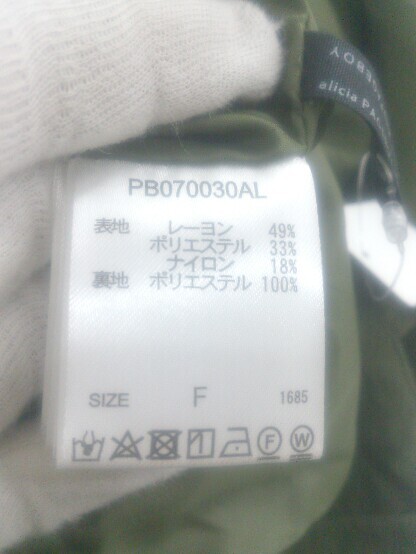 alicia
PB070030AL
表地 レーヨン 49%
ポリエステル 33%
ナイロン 18%
裏地 ポリエステル 100%
SIZE F 1685
F W